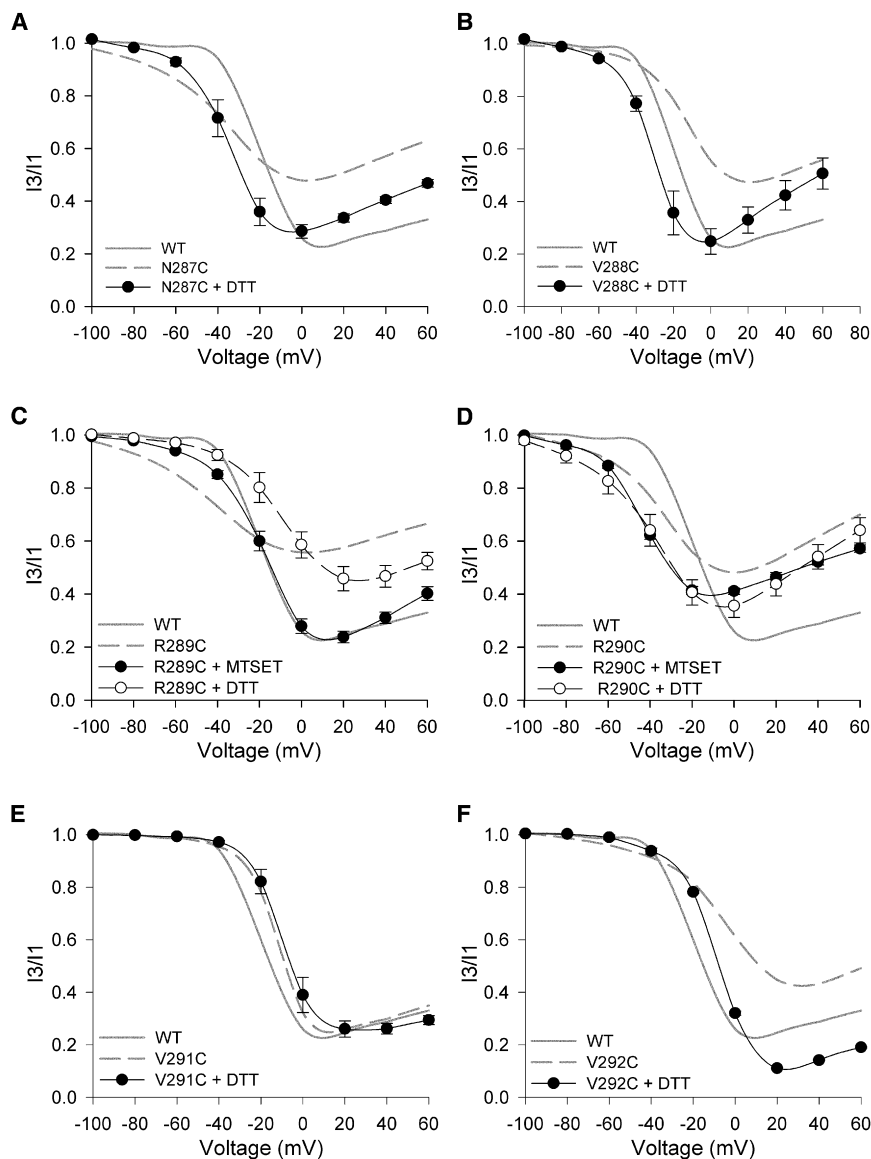 A
I3/I1
1.0
0.8
0.6
0.4
0.2
0.0
WT
N287C
N287C + DTT
-100 -80 -60 -40 -20 0 20 40 60
Voltage (mV)
B
I3/I1
1.0
0.8
0.6
0.4
0.2
0.0
WT
V288C
V288C + DTT
-100 -80 -60 -40 -20 0 20 40 60 80
Voltage (mV)
C
I3/I1
1.0
0.8
0.6
0.4
0.2
0.0
WT
R289C
R289C + MTSET
R289C + DTT
-100 -80 -60 -40 -20 0 20 40 60
Voltage (mV)
D
I3/I1
1.0
0.8
0.6
0.4
0.2
0.0
WT
R290C
R290C + MTSET
R290C + DTT
-100 -80 -60 -40 -20 0 20 40 60
Voltage (mV)
E
I3/I1
1.0
0.8
0.6
0.4
0.2
0.0
WT
V291C
V291C + DTT
-100 -80 -60 -40 -20 0 20 40 60
Voltage (mV)
F
I3/I1
1.0
0.8
0.6
0.4
0.2
0.0
WT
V292C
V292C + DTT
-100 -80 -60 -40 -20 0 20 40 60
Voltage (mV)